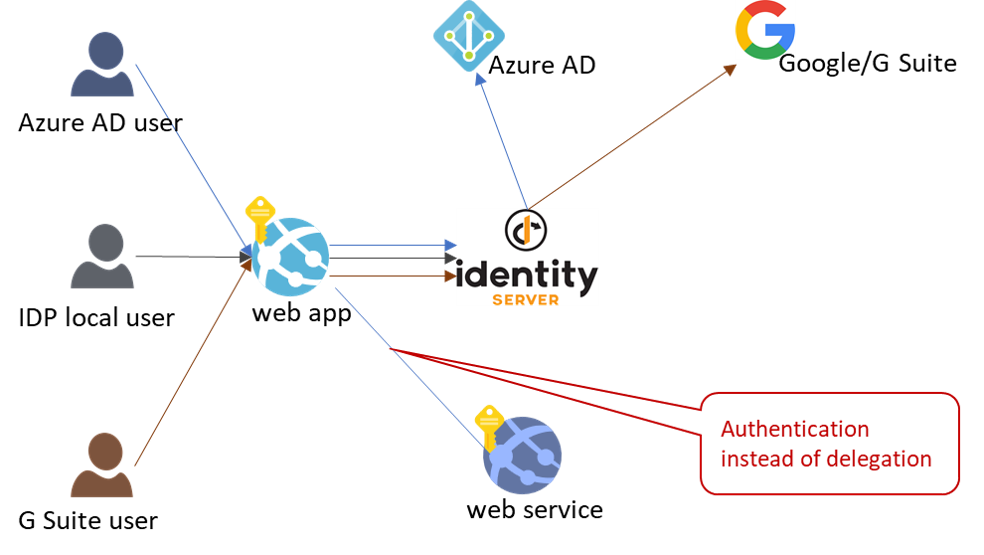 Azure AD
Google/G Suite
Azure AD user
identity
SERVER
IDP local user
web app
Authentication
instead of delegation
web service
G Suite user